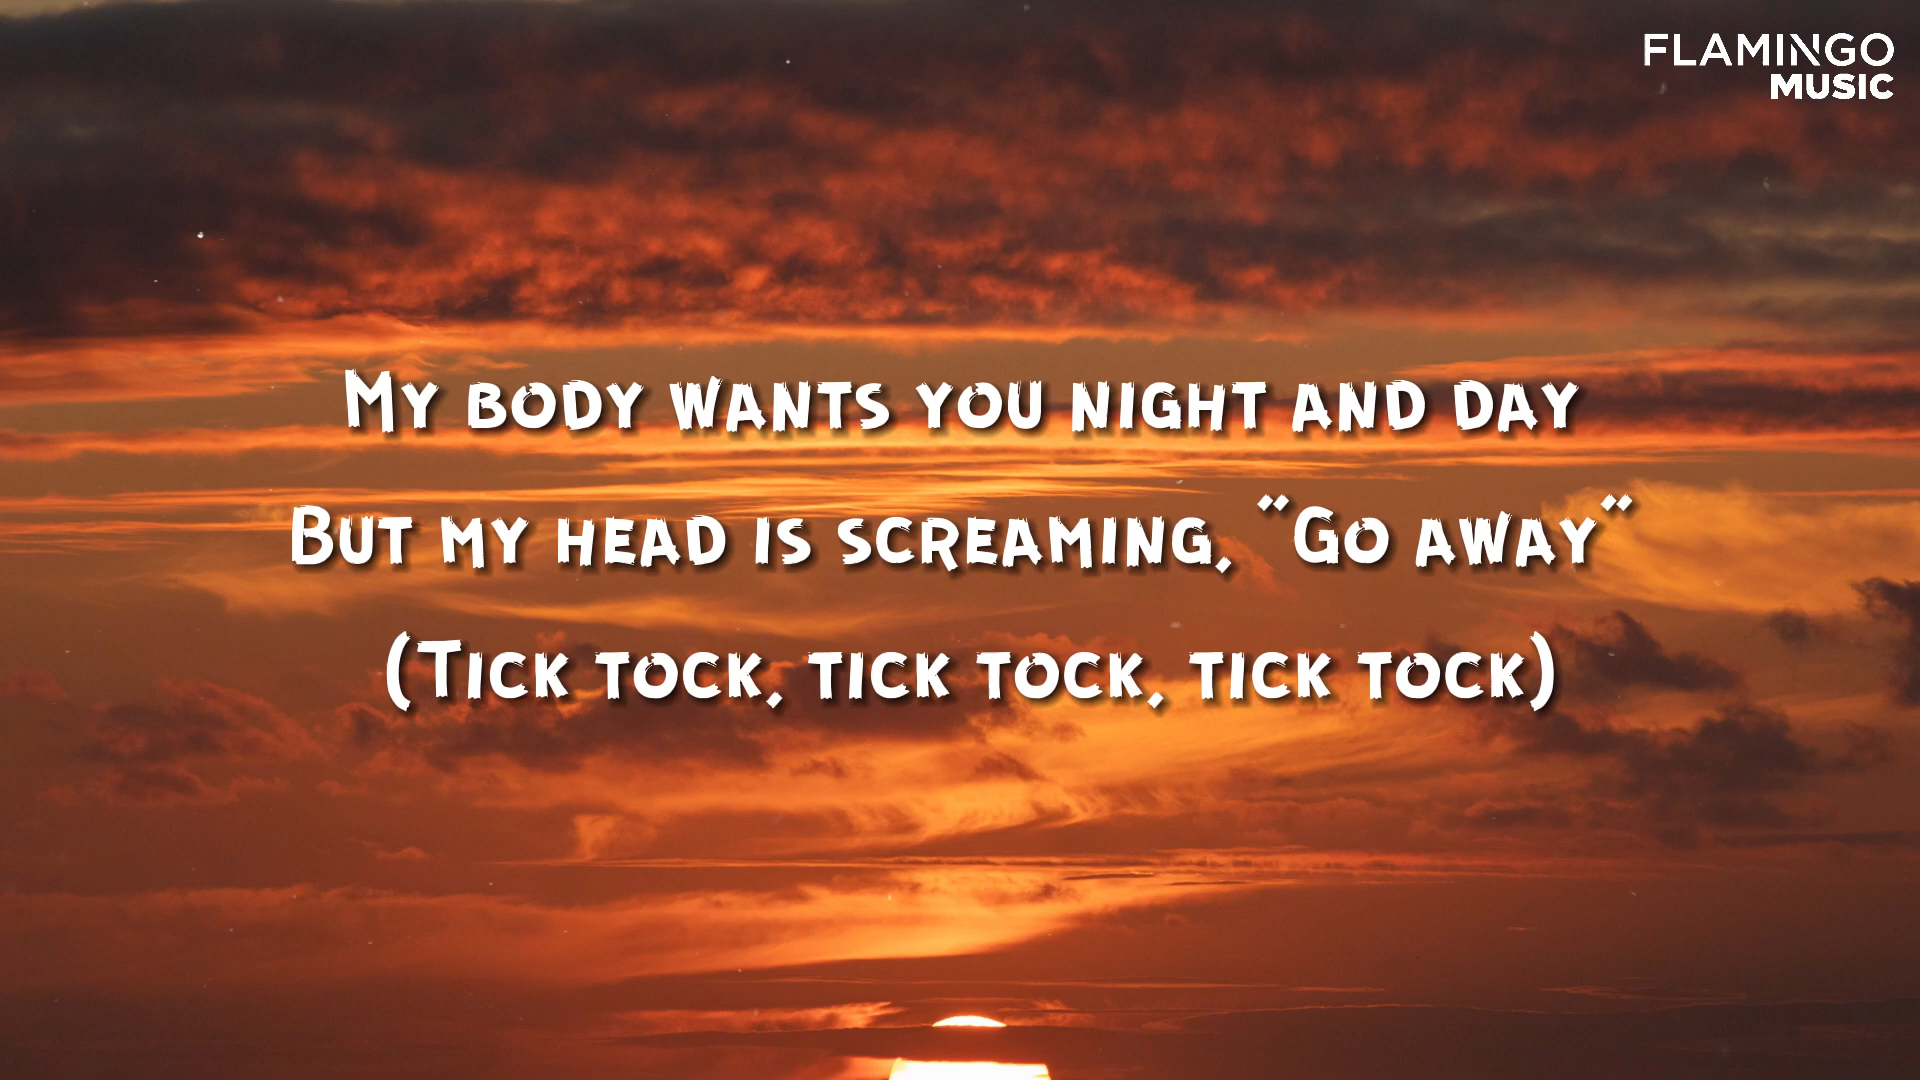 FLAMINGO
MUSIC
My body wants you night and day
But my head is screaming, "Go away"
(Tick tock, tick tock, tick tock)